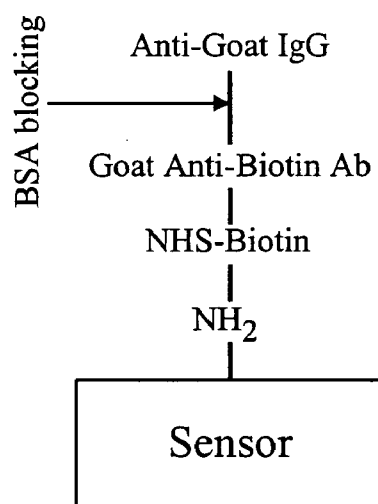 Anti-Goat IgG
BSA blocking
Goat Anti-Biotin Ab
NHS-Biotin
NH2
Sensor